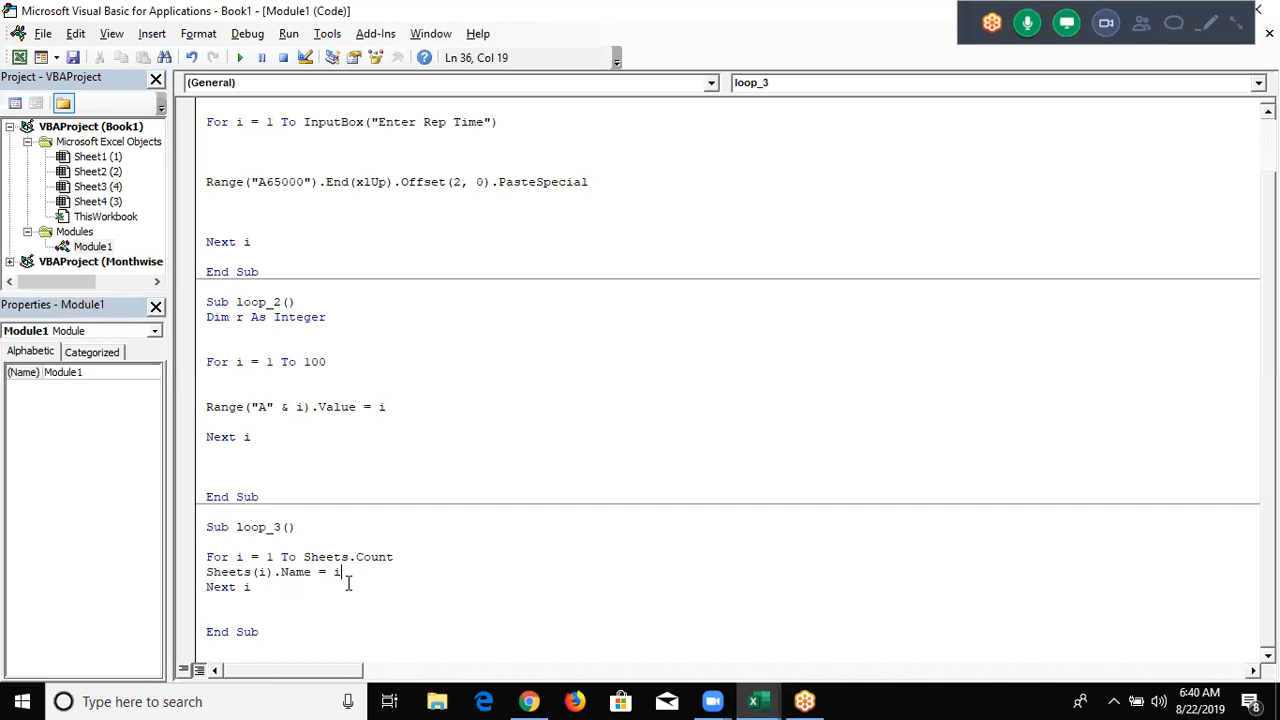 Microsoft Visual Basic for Applications - Book1 - [Module1 (Code)]
File Edit View Insert Format Debug Run Tools Add-Ins Window Help
Ln 36, Col 19
Project - VBAProject
(General) loop_3
VBAProject (Book1)
Microsoft Excel Objects
Sheet1 (1)
Sheet2 (2)
Sheet3 (4)
Sheet4 (3)
ThisWorkbook
Modules
Module1
VBAProject (Monthwise
Properties - Module1
Module1 Module
Alphabetic Categorized
(Name) Module1
For i = 1 To InputBox("Enter Rep Time")
Range("A65000").End(xlUp).Offset(2, 0).PasteSpecial
Next i
End Sub
Sub loop_2()
Dim r As Integer
For i = 1 To 100
Range("A" & i).Value = i
Next i
End Sub
Sub loop_3()
For i = 1 To Sheets.Count
Sheets(i).Name = i
Next i
End Sub
Type here to search
6:40 AM
8/22/2019
8